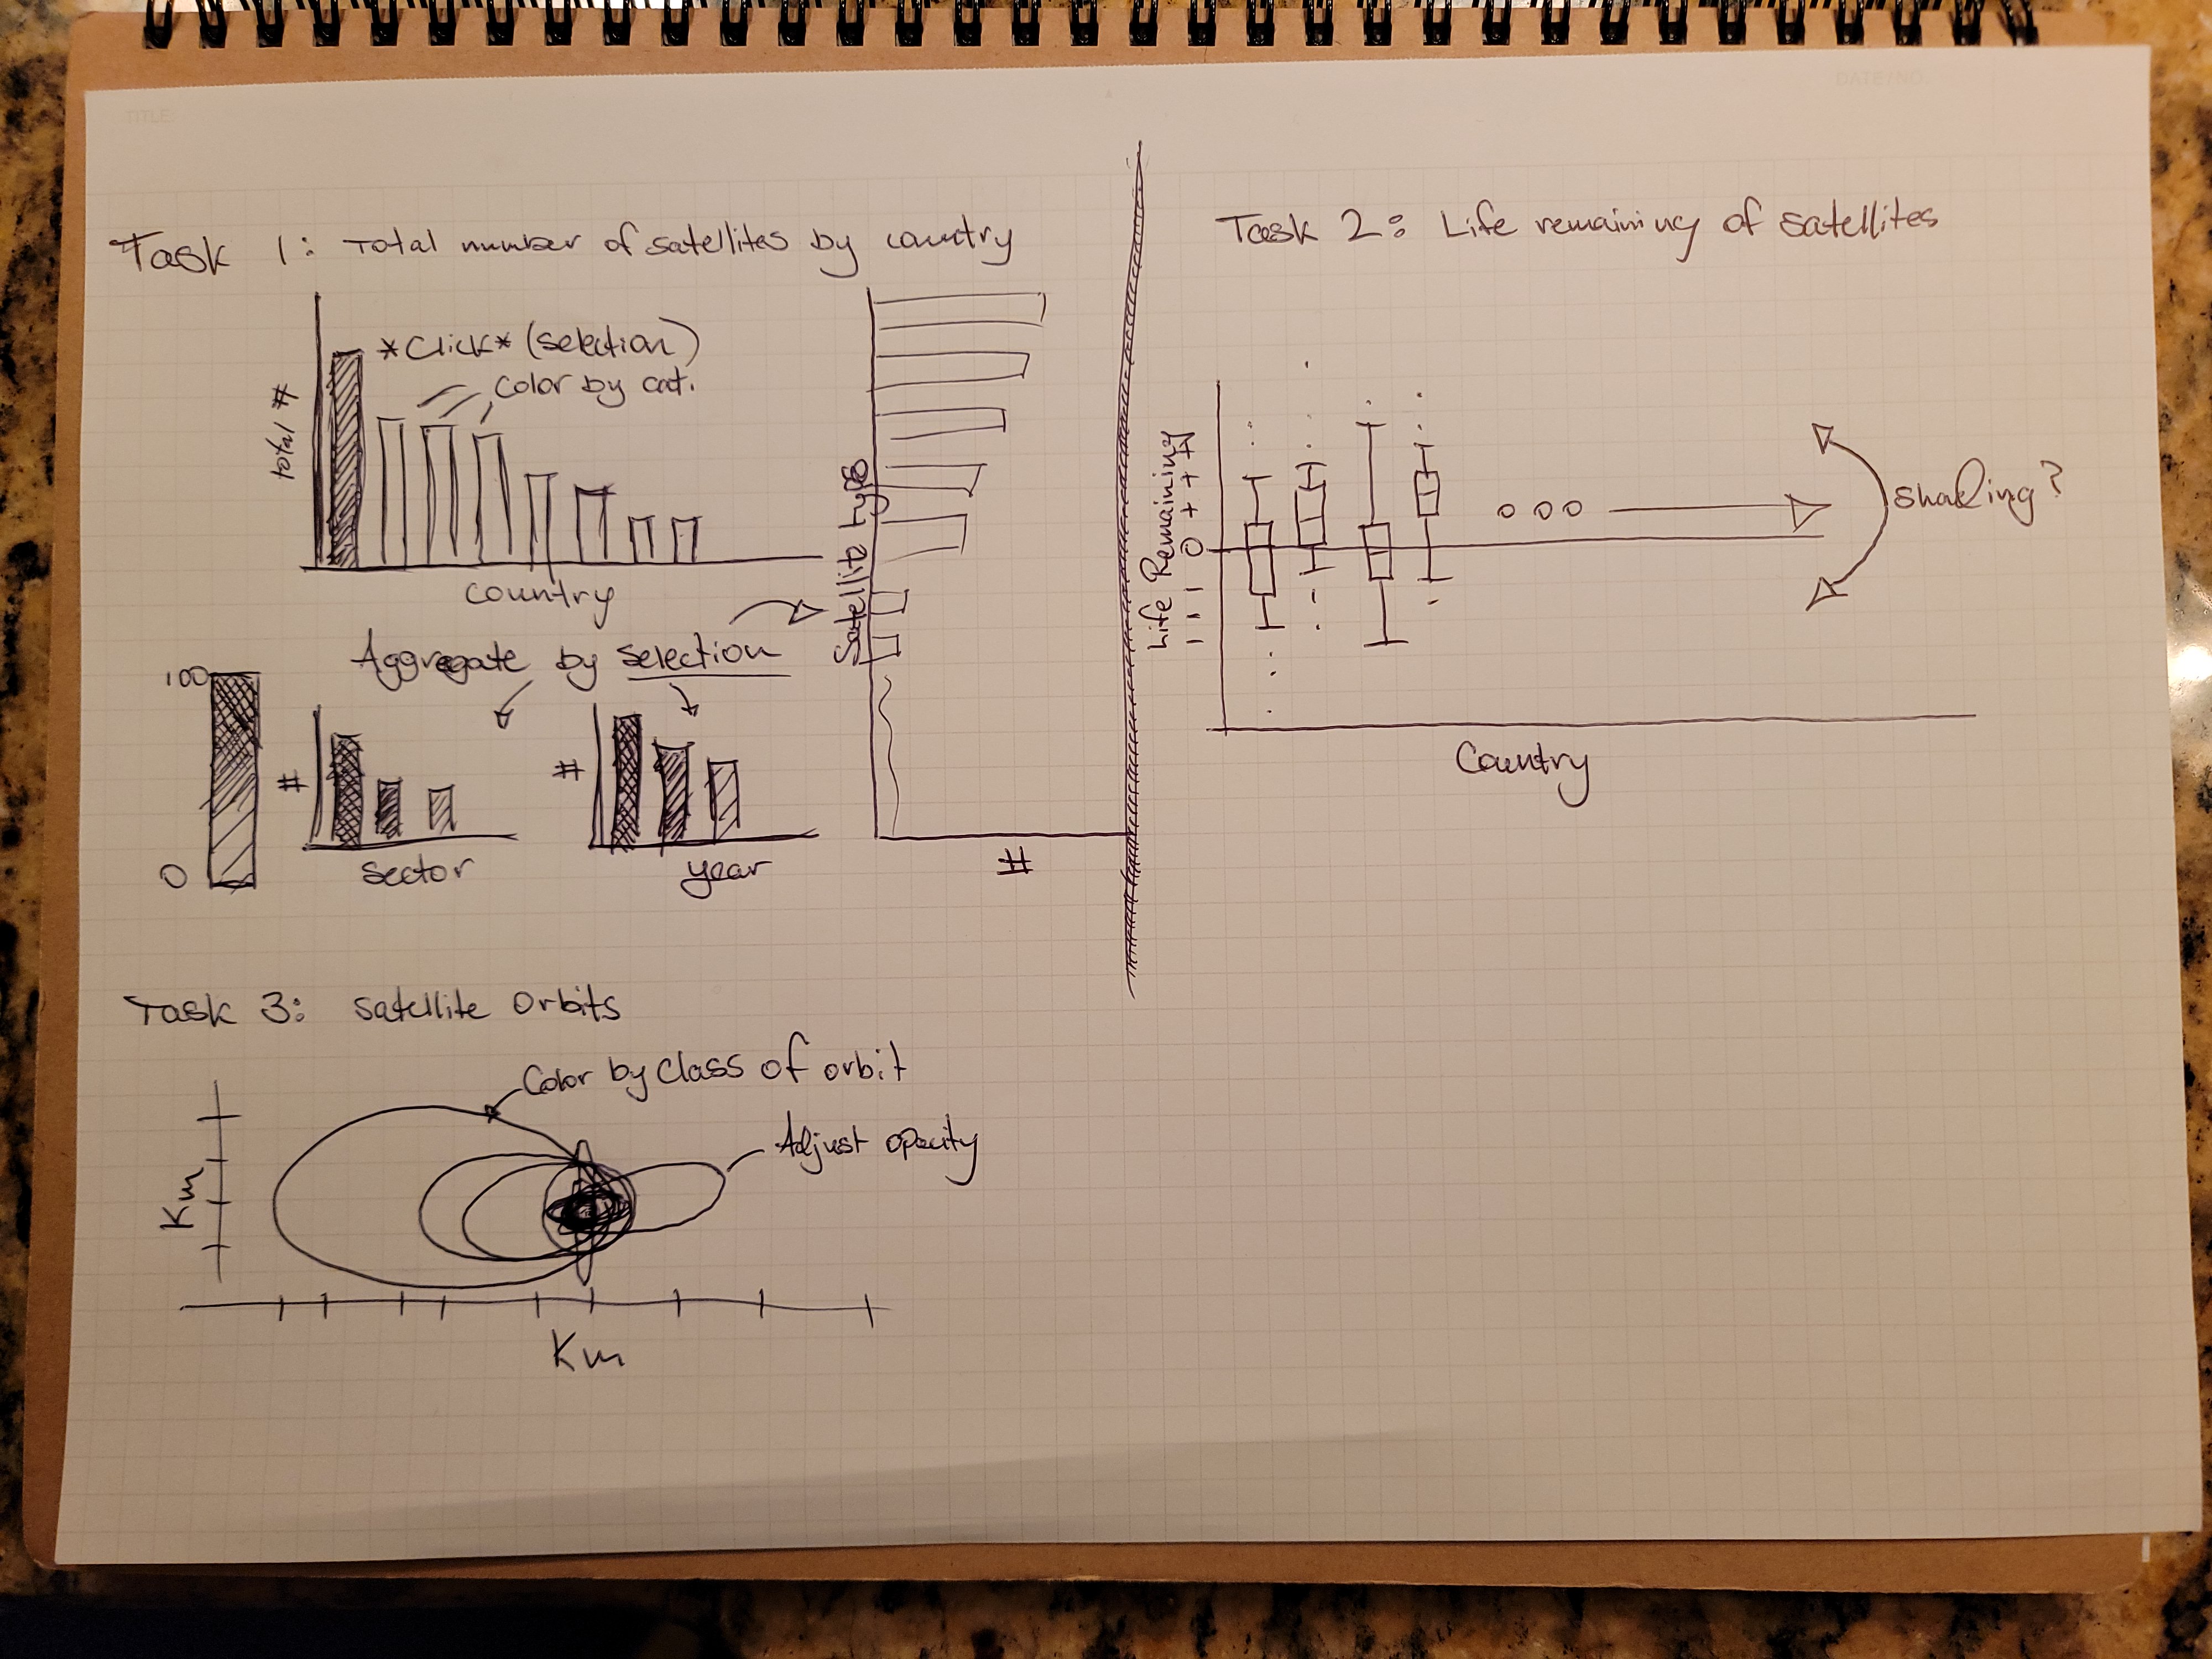 TITLE
DATE/NO.
Task 1: Total number of satellites by country
*Click* (selection)
color by cat.
total #
country
Aggregate by selection
100
0
#
sector
#
year
Satellite type
#
Task 2: Life remaining of satellites
Life Remaining
+ + +
0
- - -
shading?
Country
Task 3: satellite orbits
Color by class of orbit
Adjust opacity
Km
Km